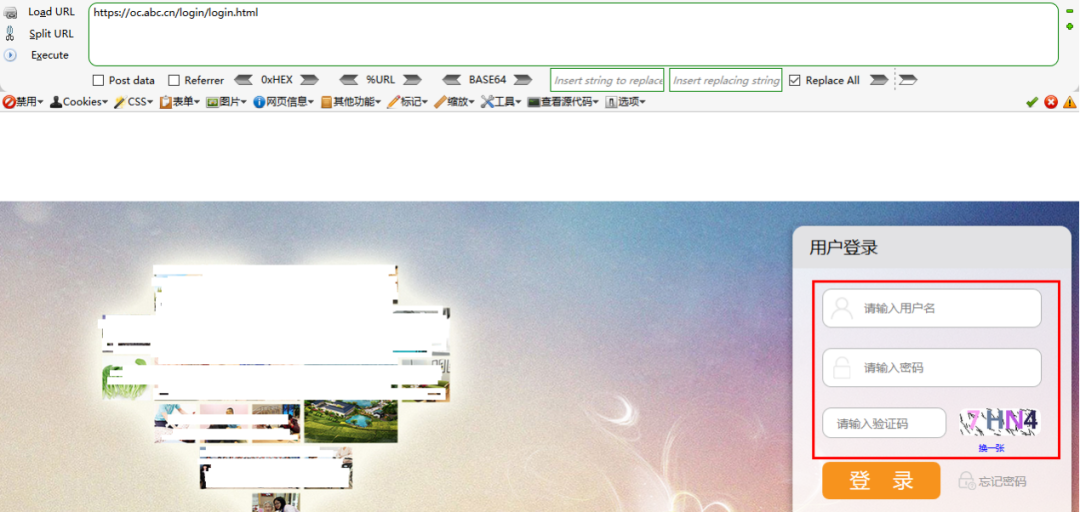 Load URL
https://oc.abc.cn/login/login.html
Split URL
Execute
Post data Referrer 0xHEX %URL BASE64 Insert string to replace Insert replacing string Replace All
禁用 Cookies CSS 表单 图片 网页信息 其他功能 标记 缩放 工具 查看源代码 选项
用户登录
请输入用户名
请输入密码
请输入验证码 7HN4
换一张
登 录 忘记密码